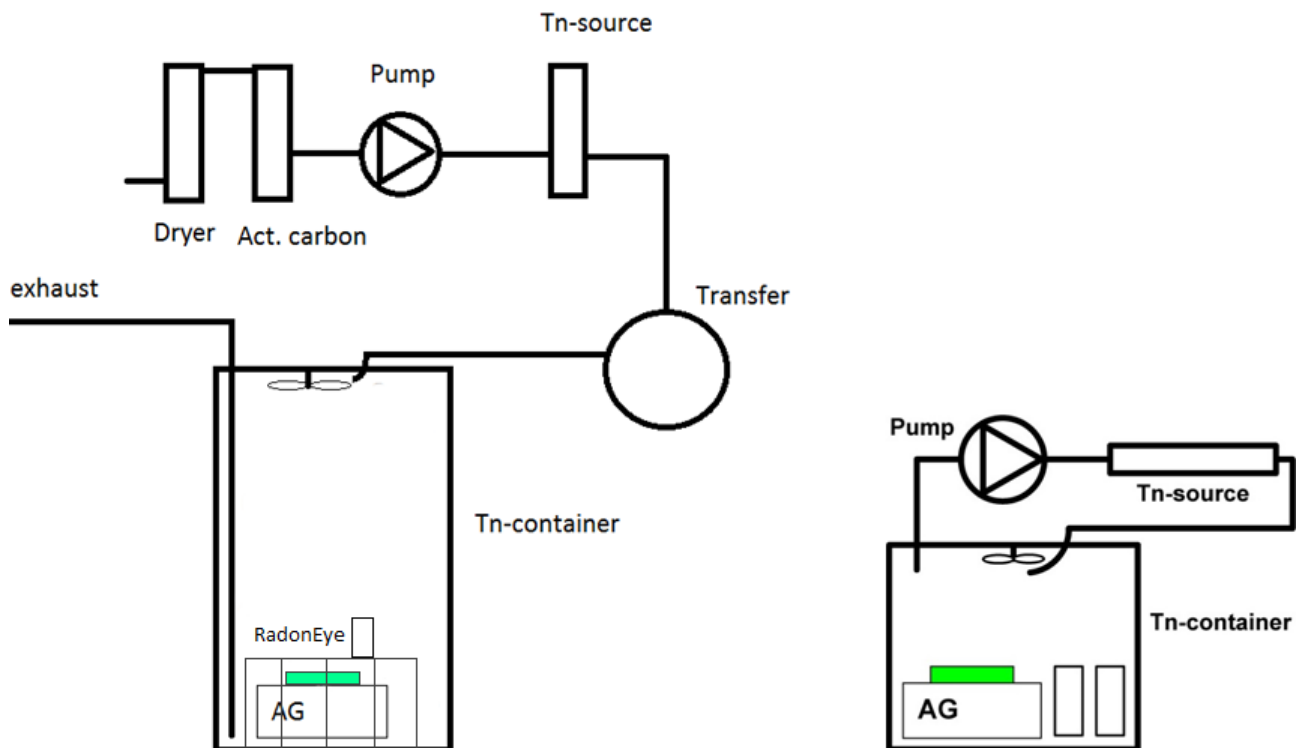 Tn-source
Pump
Dryer
Act. carbon
exhaust
Transfer
Tn-container
RadonEye
AG
Pump
Tn-source
Tn-container
AG